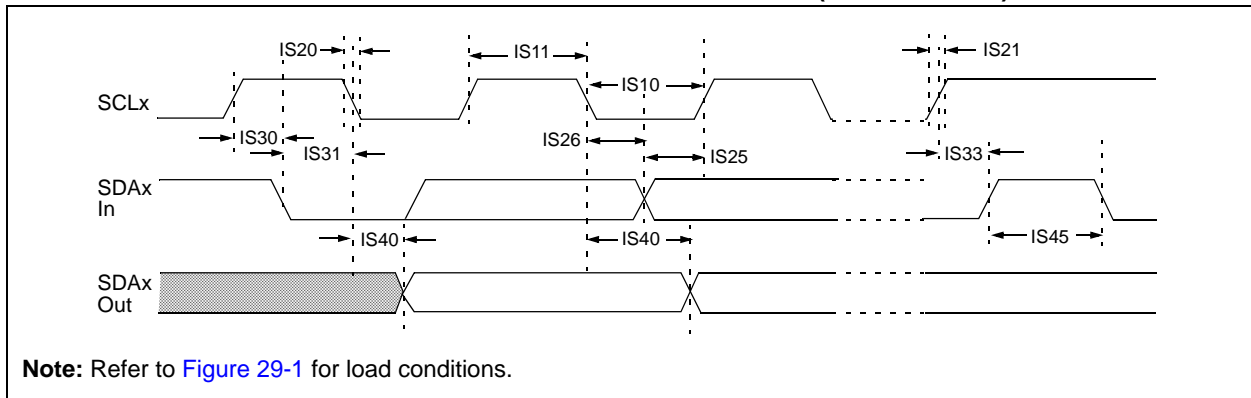 IS20
IS11
IS21
IS10
SCLx
IS30
IS26
IS31
IS25
IS33
SDAx
In
IS40
IS40
IS45
SDAx
Out
Note: Refer to Figure 29-1 for load conditions.